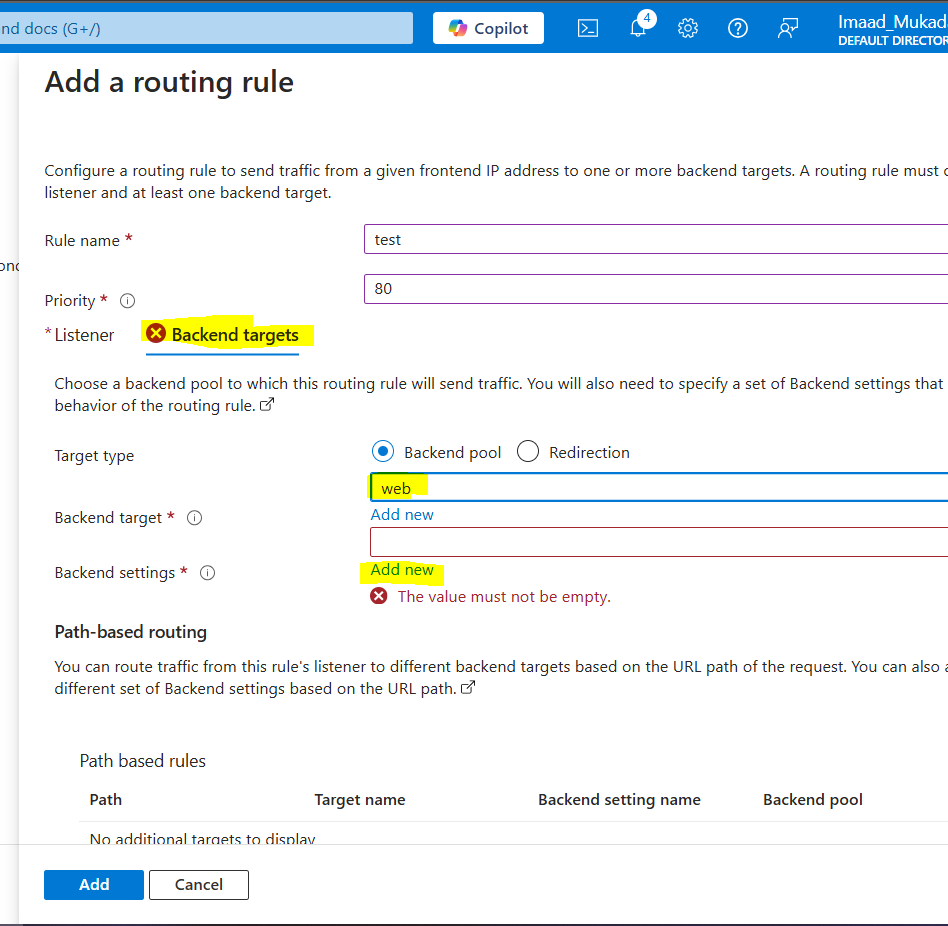 nd docs (G+/)
Copilot
4
Imaad_Mukad
DEFAULT DIRECTOR
Add a routing rule
Configure a routing rule to send traffic from a given frontend IP address to one or more backend targets. A routing rule must c
listener and at least one backend target.
Rule name *
test
onc
Priority *
80
* Listener
Backend targets
Choose a backend pool to which this routing rule will send traffic. You will also need to specify a set of Backend settings that
behavior of the routing rule.
Target type
Backend pool
Redirection
web
Backend target *
Add new
Backend settings *
Add new
The value must not be empty.
Path-based routing
You can route traffic from this rule's listener to different backend targets based on the URL path of the request. You can also a
different set of Backend settings based on the URL path.
Path based rules
Path Target name Backend setting name Backend pool
No additional targets to display
Add
Cancel